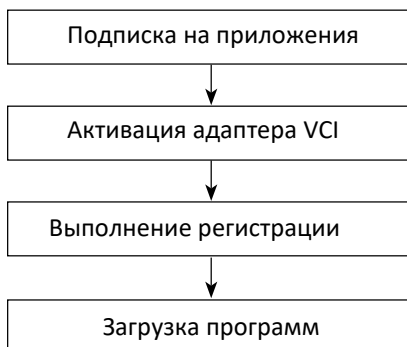 Подписка на приложения
Активация адаптера VCI
Выполнение регистрации
Загрузка программ